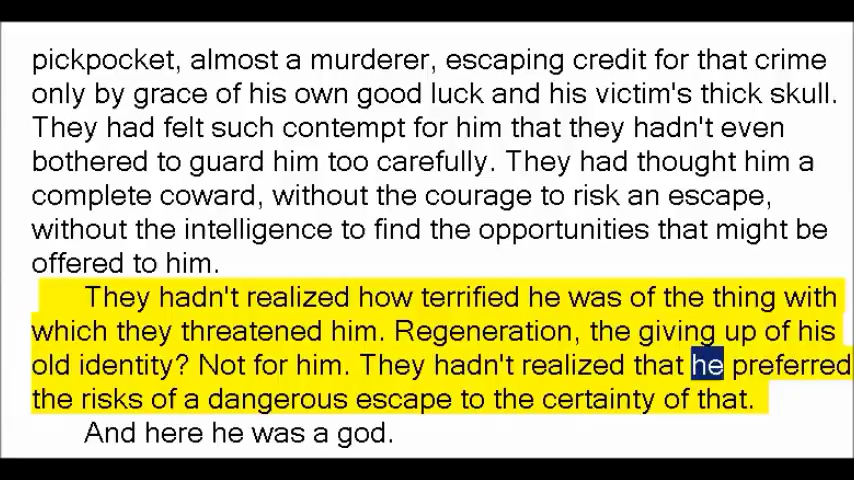 pickpocket, almost a murderer, escaping credit for that crime
only by grace of his own good luck and his victim's thick skull.
They had felt such contempt for him that they hadn't even
bothered to guard him too carefully. They had thought him a
complete coward, without the courage to risk an escape,
without the intelligence to find the opportunities that might be
offered to him.
They hadn't realized how terrified he was of the thing with
which they threatened him. Regeneration, the giving up of his
old identity? Not for him. They hadn't realized that he preferred
the risks of a dangerous escape to the certainty of that.
And here he was a god.